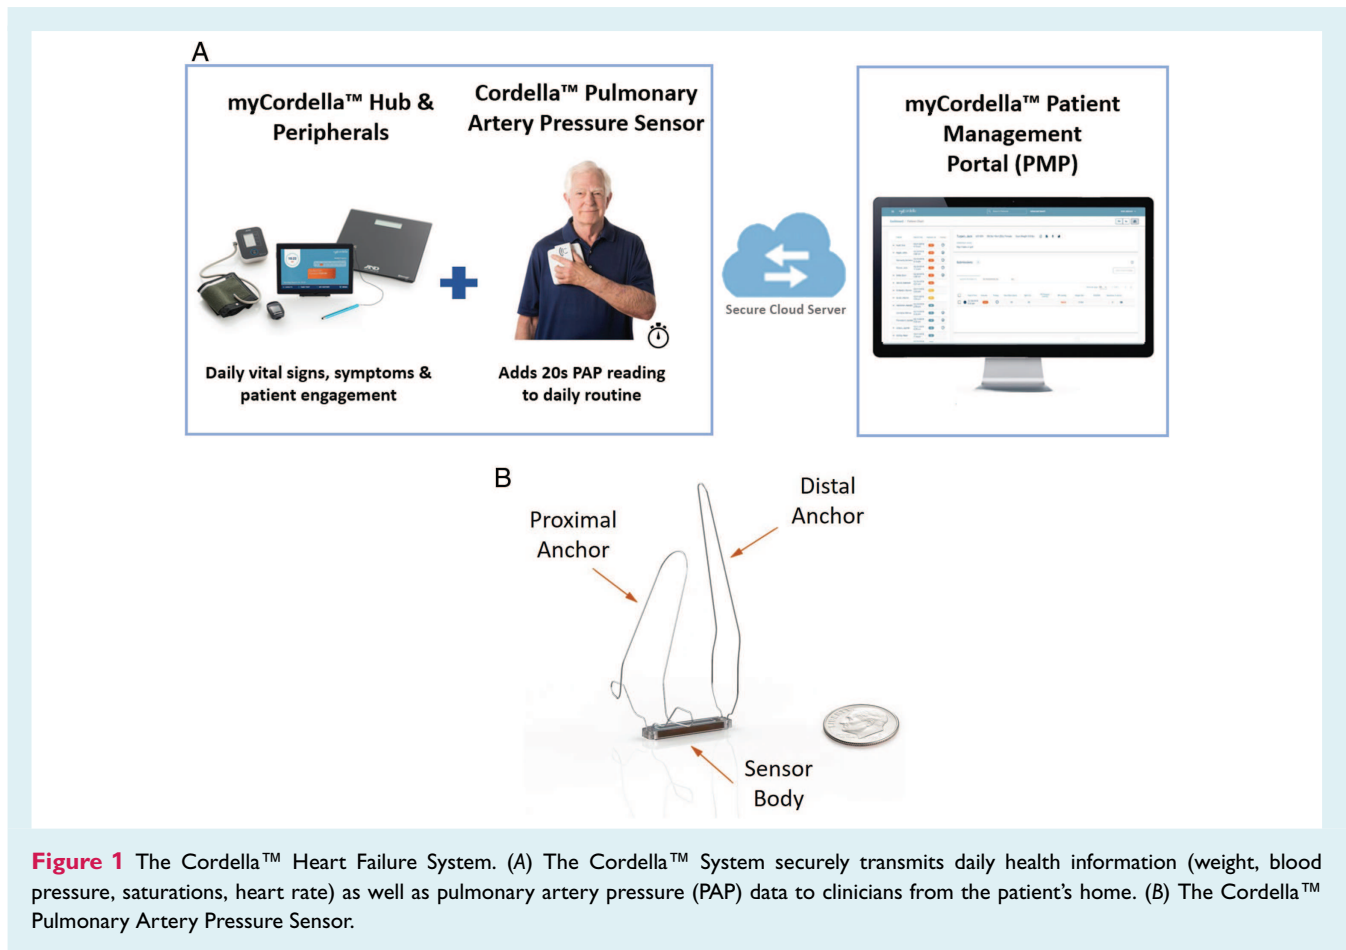 A
myCordella™ Hub &
Peripherals
Cordella™ Pulmonary
Artery Pressure Sensor
Daily vital signs, symptoms &
patient engagement
Adds 20s PAP reading
to daily routine
Secure Cloud Server
myCordella™ Patient
Management
Portal (PMP)
B
Proximal
Anchor
Distal
Anchor
Sensor
Body
Figure 1 The Cordella™ Heart Failure System. (A) The Cordella™ System securely transmits daily health information (weight, blood
pressure, saturations, heart rate) as well as pulmonary artery pressure (PAP) data to clinicians from the patient's home. (B) The Cordella™
Pulmonary Artery Pressure Sensor.